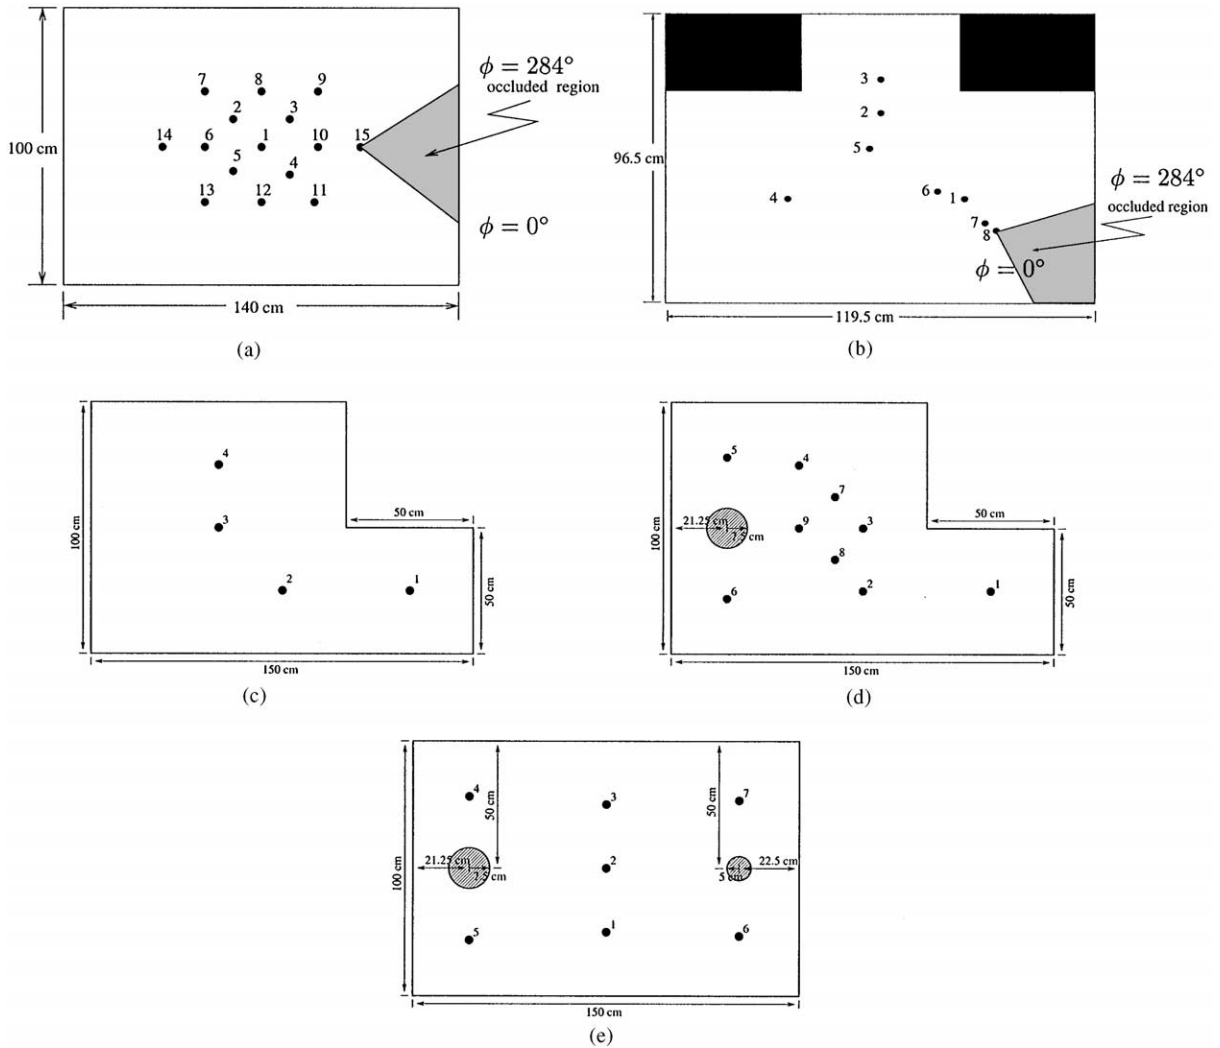 7 8 9
ϕ = 284°
occluded region
2 3
14 6 1 10 15
100 cm
5 4
13 12 11
ϕ = 0°
140 cm
(a)
3
2
96.5 cm
5
ϕ = 284°
occluded region
4 6 1
7
8
ϕ = 0°
119.5 cm
(b)
4
100 cm
3
50 cm
2 1
50 cm
150 cm
(c)
5 4
7
50 cm
100 cm
21.25 cm
7.5 cm
9 3
8
6 2 1
50 cm
150 cm
(d)
4 3 7
50 cm
50 cm
100 cm
21.25 cm
7.5 cm
2
5 cm
22.5 cm
5 1 6
150 cm
(e)